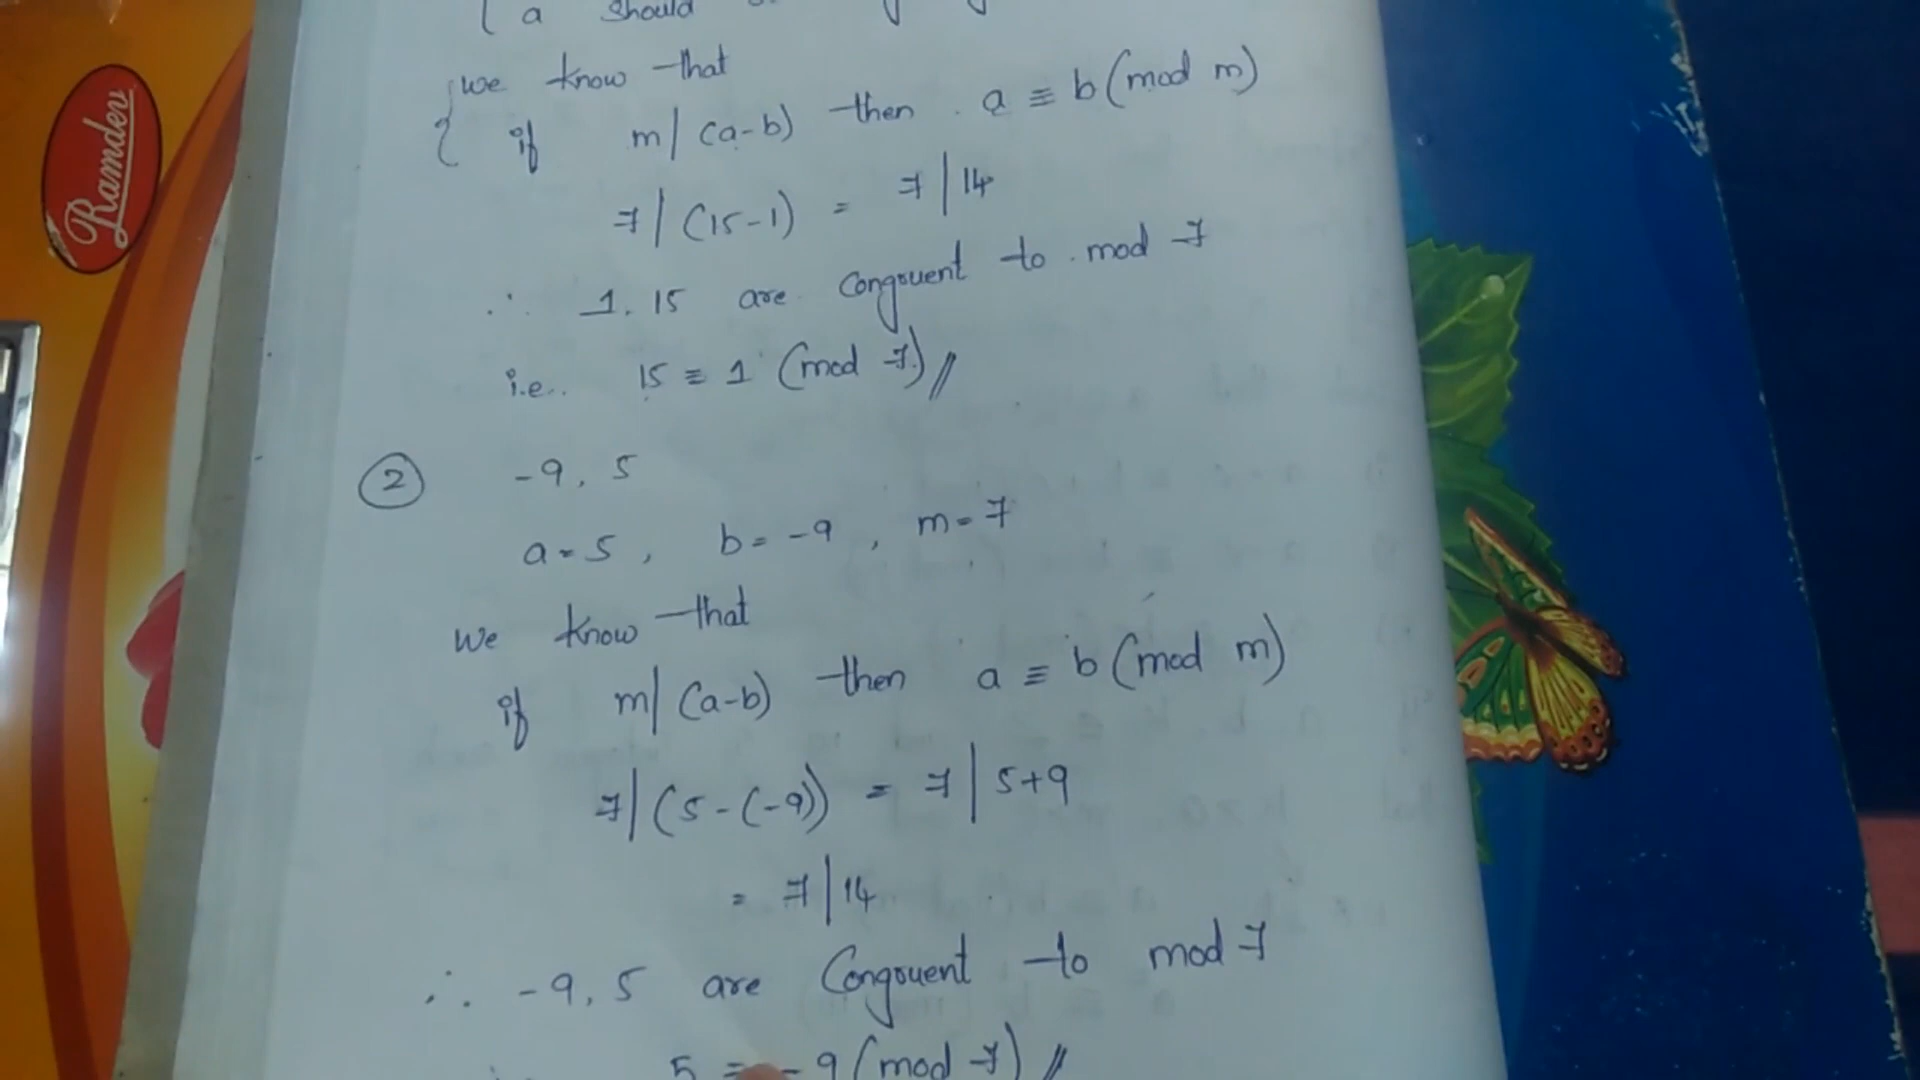 Ramdev
{ a should
we know that
if m | (a-b) then a ≡ b (mod m)
7 | (15-1) = 7 | 14
∴ 1, 15 are congruent to mod 7
i.e. 15 ≡ 1 (mod 7) //
② -9, 5
a = 5, b = -9, m = 7
We know that
if m | (a-b) then a ≡ b (mod m)
7 | (5-(-9)) = 7 | 5+9
= 7 | 14
∴ -9, 5 are Congruent to mod 7
5 ≡ -9 (mod 7) //